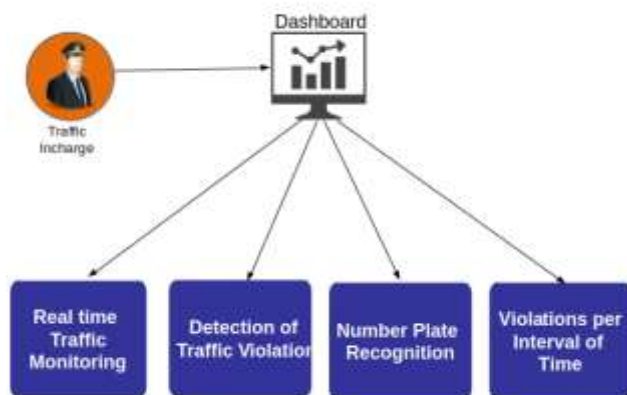 Dashboard
Traffic
Incharge
Real time
Traffic
Monitoring
Detection of
Traffic Violation
Number Plate
Recognition
Violations per
Interval of
Time